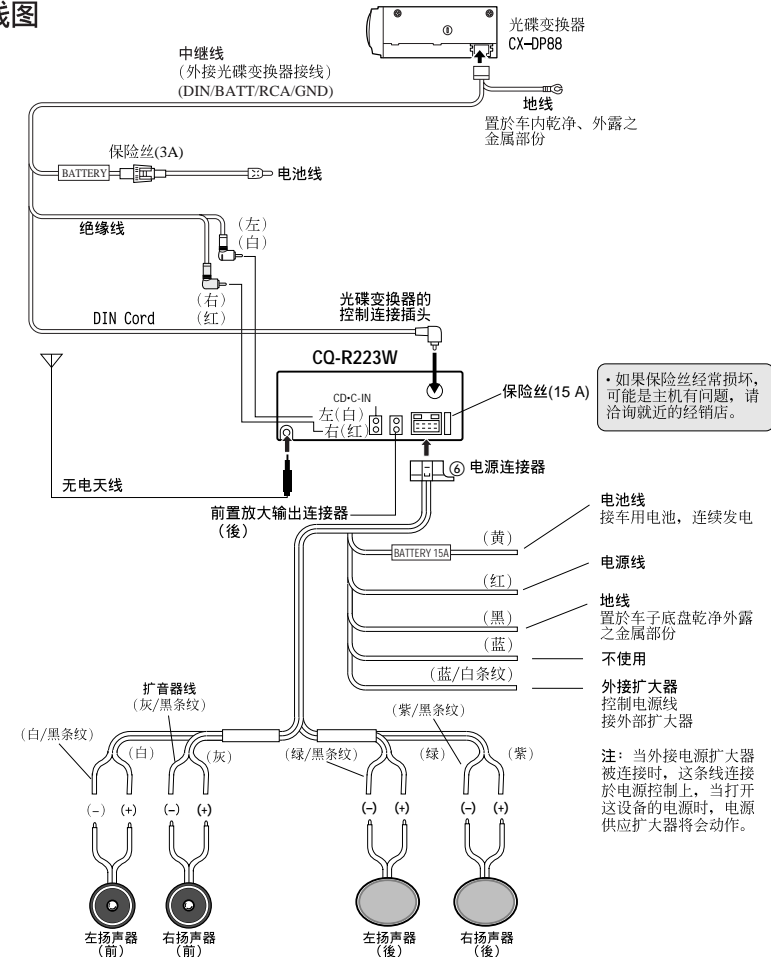 线图
光碟变换器
CX-DP88
中继线
(外接光碟变换器接线)
(DIN/BATT/RCA/GND)
地线
置於车内乾净、外露之
金属部份
保险丝(3A)
BATTERY
电池线
绝缘线
(左)
(白)
(右)
(红)
光碟变换器的
控制连接插头
DIN Cord
CQ-R223W
CD•C-IN
左(白)
右(红)
保险丝(15 A)
• 如果保险丝经常损坏，
可能是主机有问题，请
洽询就近的经销店。
无电天线
⑥ 电源连接器
前置放大输出连接器
(後)
电池线
接车用电池，连续发电
(黄)
BATTERY 15A
(红)
电源线
(黑)
地线
置於车子底盘乾净外露
之金属部份
(蓝)
不使用
(蓝/白条纹)
外接扩大器
控制电源线
接外部扩大器
注：当外接电源扩大器
被连接时，这条线连接
於电源控制上，当打开
这设备的电源时，电源
供应扩大器将会动作。
扩音器线
(灰/黑条纹)
(紫/黑条纹)
(白/黑条纹)
(白)
(灰)
(绿/黑条纹)
(绿)
(紫)
(-) (+) (-) (+) (-) (+) (-) (+)
左扬声器
(前)
右扬声器
(前)
左扬声器
(後)
右扬声器
(後)